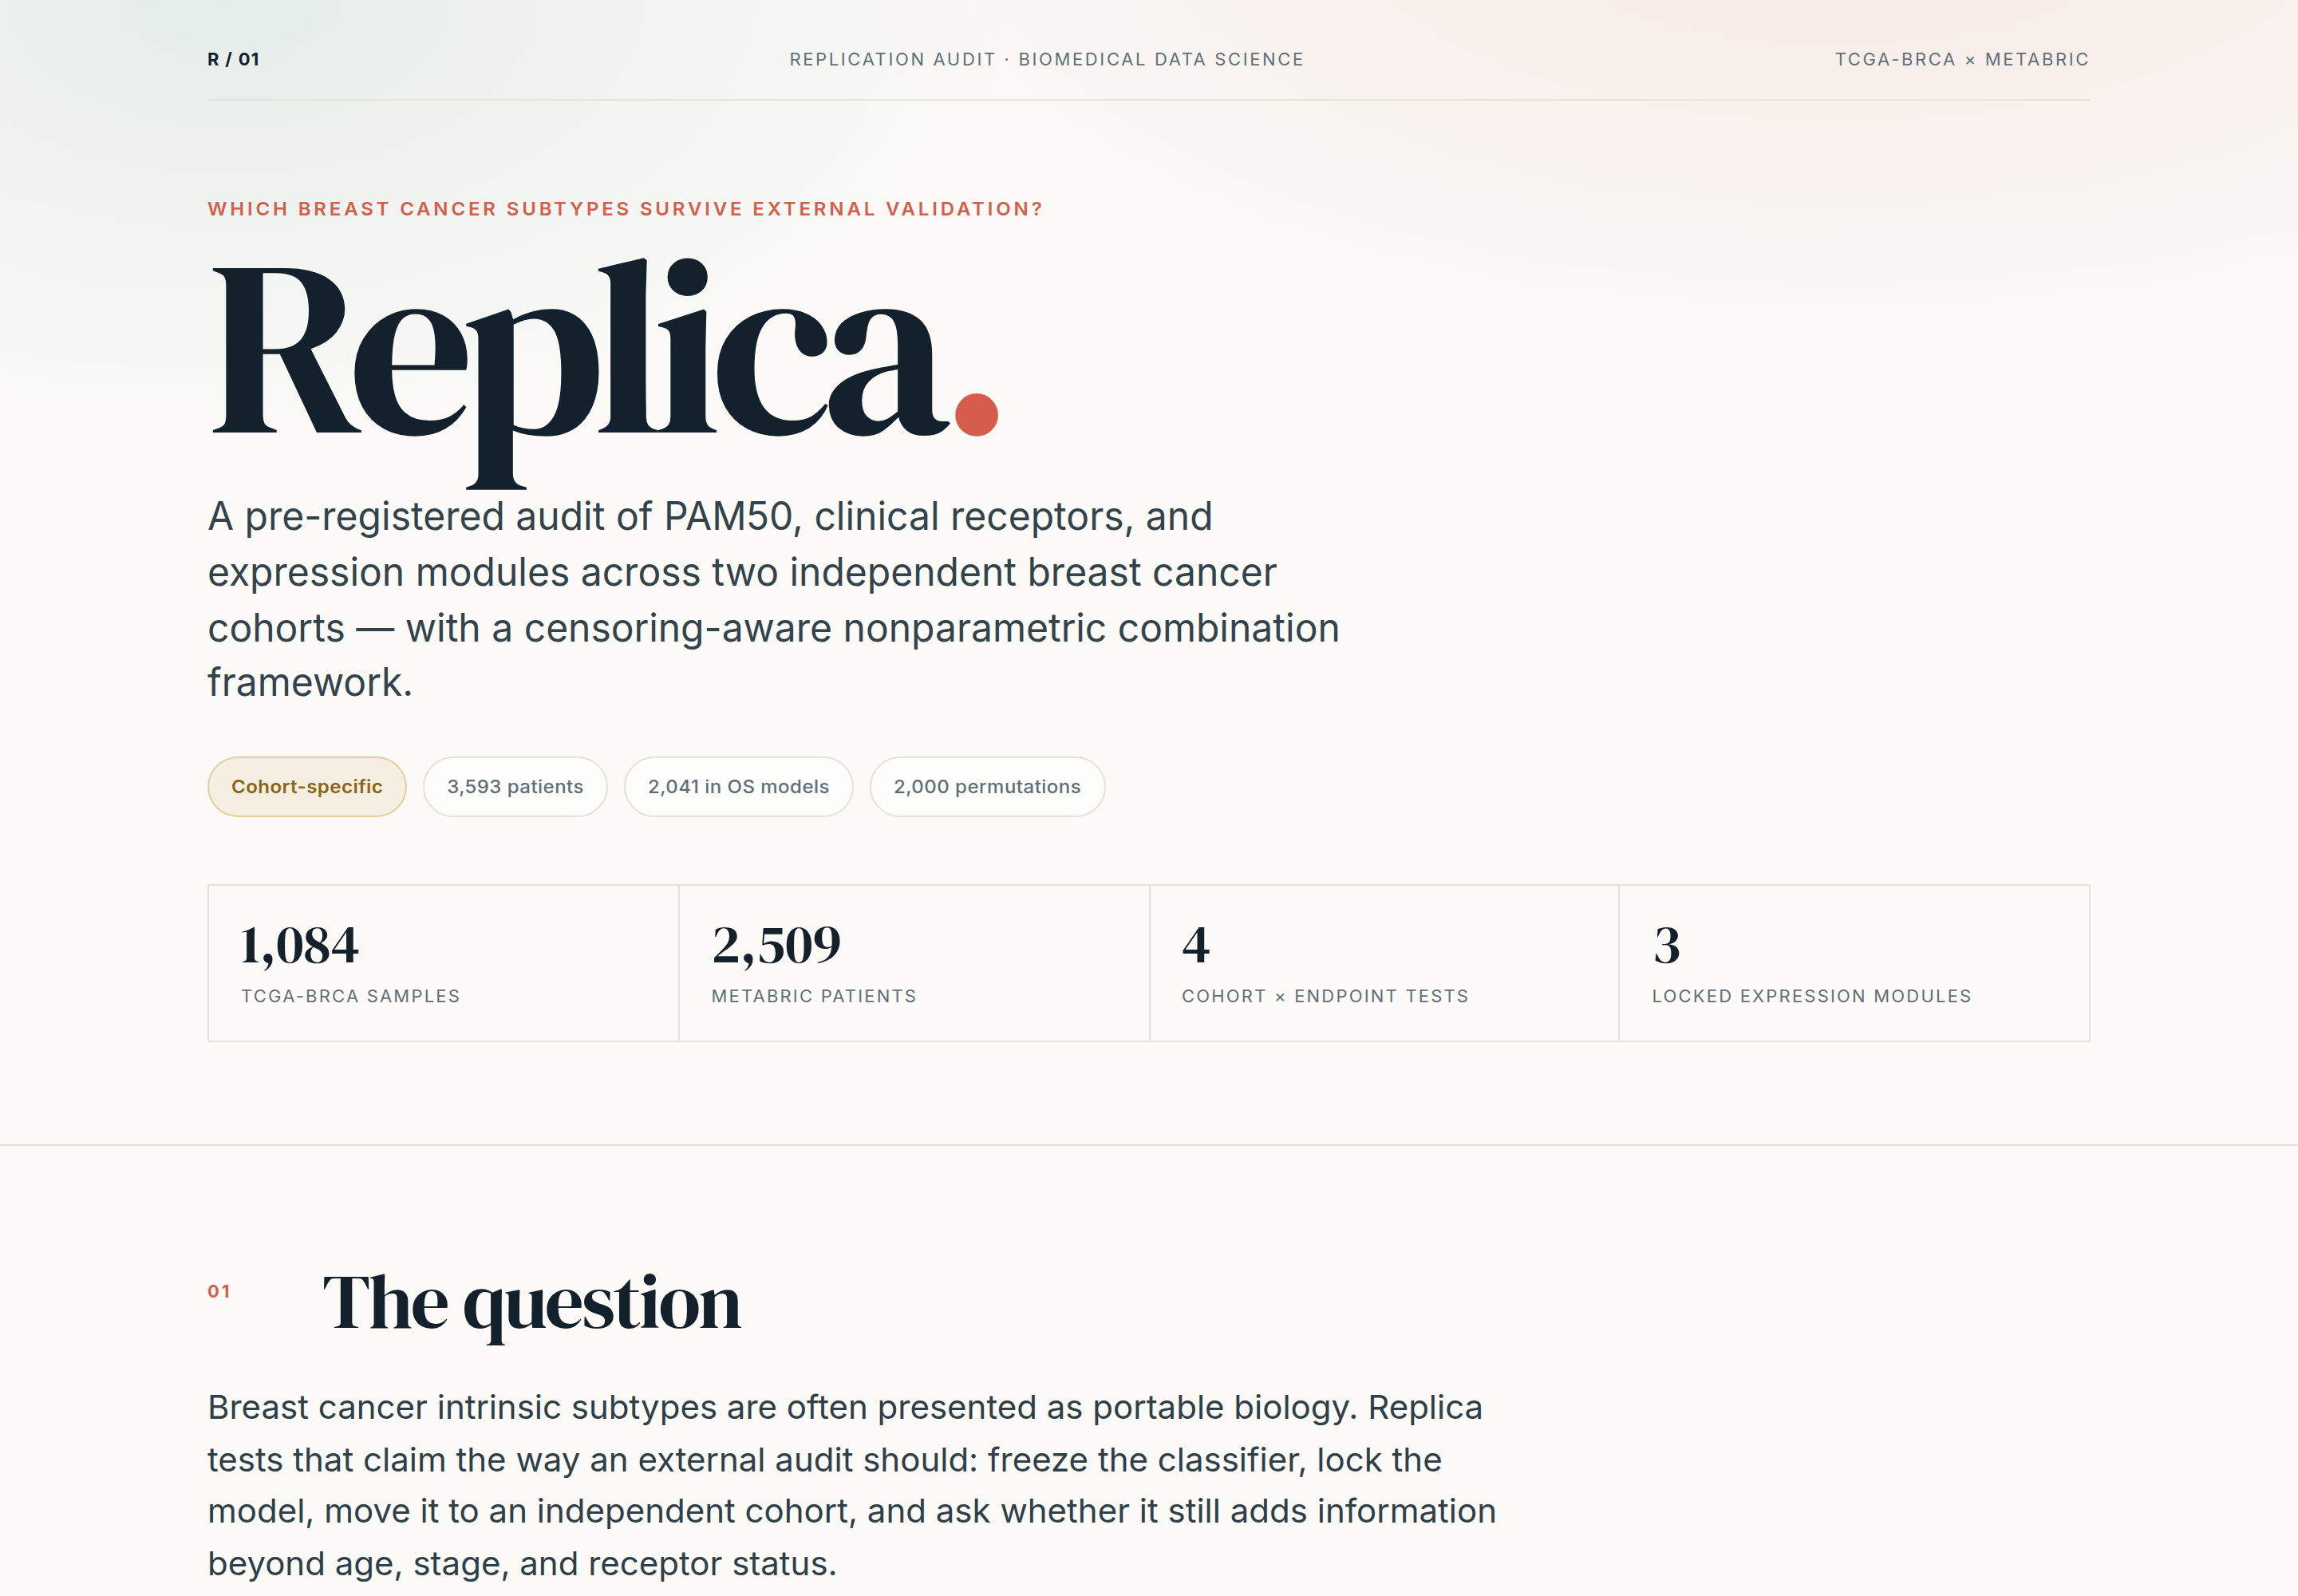 R / 01
REPLICATION AUDIT · BIOMEDICAL DATA SCIENCE
TCGA-BRCA × METABRIC
WHICH BREAST CANCER SUBTYPES SURVIVE EXTERNAL VALIDATION?
Replica.
A pre-registered audit of PAM50, clinical receptors, and
expression modules across two independent breast cancer
cohorts — with a censoring-aware nonparametric combination
framework.
Cohort-specific
3,593 patients
2,041 in OS models
2,000 permutations
1,084
TCGA-BRCA SAMPLES
2,509
METABRIC PATIENTS
4
COHORT × ENDPOINT TESTS
3
LOCKED EXPRESSION MODULES
01
The question
Breast cancer intrinsic subtypes are often presented as portable biology. Replica
tests that claim the way an external audit should: freeze the classifier, lock the
model, move it to an independent cohort, and ask whether it still adds information
beyond age, stage, and receptor status.